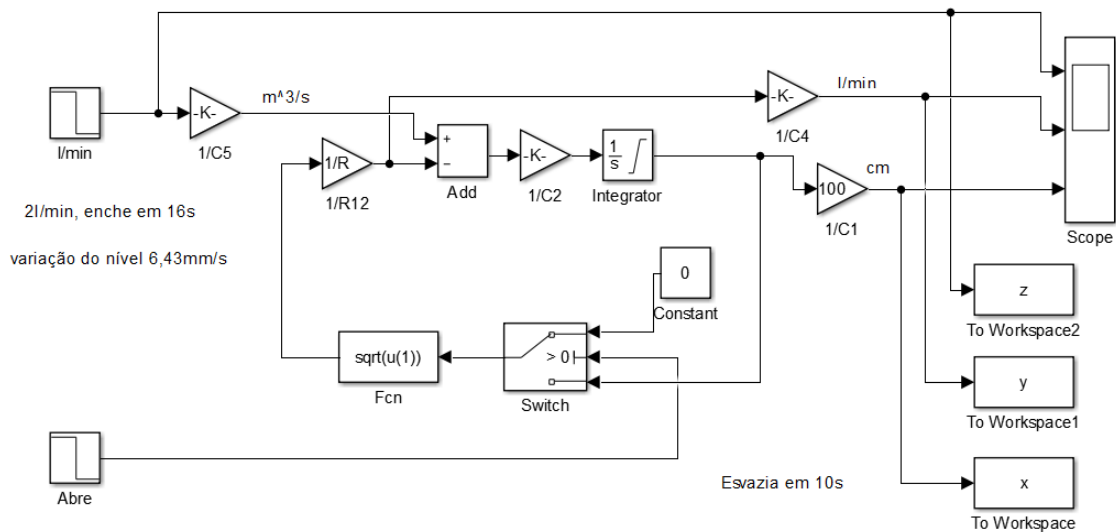 l/min
-K-
1/C5
m^3/s
1/R
1/R12
+
−
Add
-K-
1/C2
1
s
Integrator
-K-
1/C4
l/min
100
1/C1
cm
Scope
2l/min, enche em 16s
variação do nível 6,43mm/s
0
Constant
sqrt(u(1))
Fcn
> 0
Switch
z
To Workspace2
y
To Workspace1
x
To Workspace
Abre
Esvazia em 10s